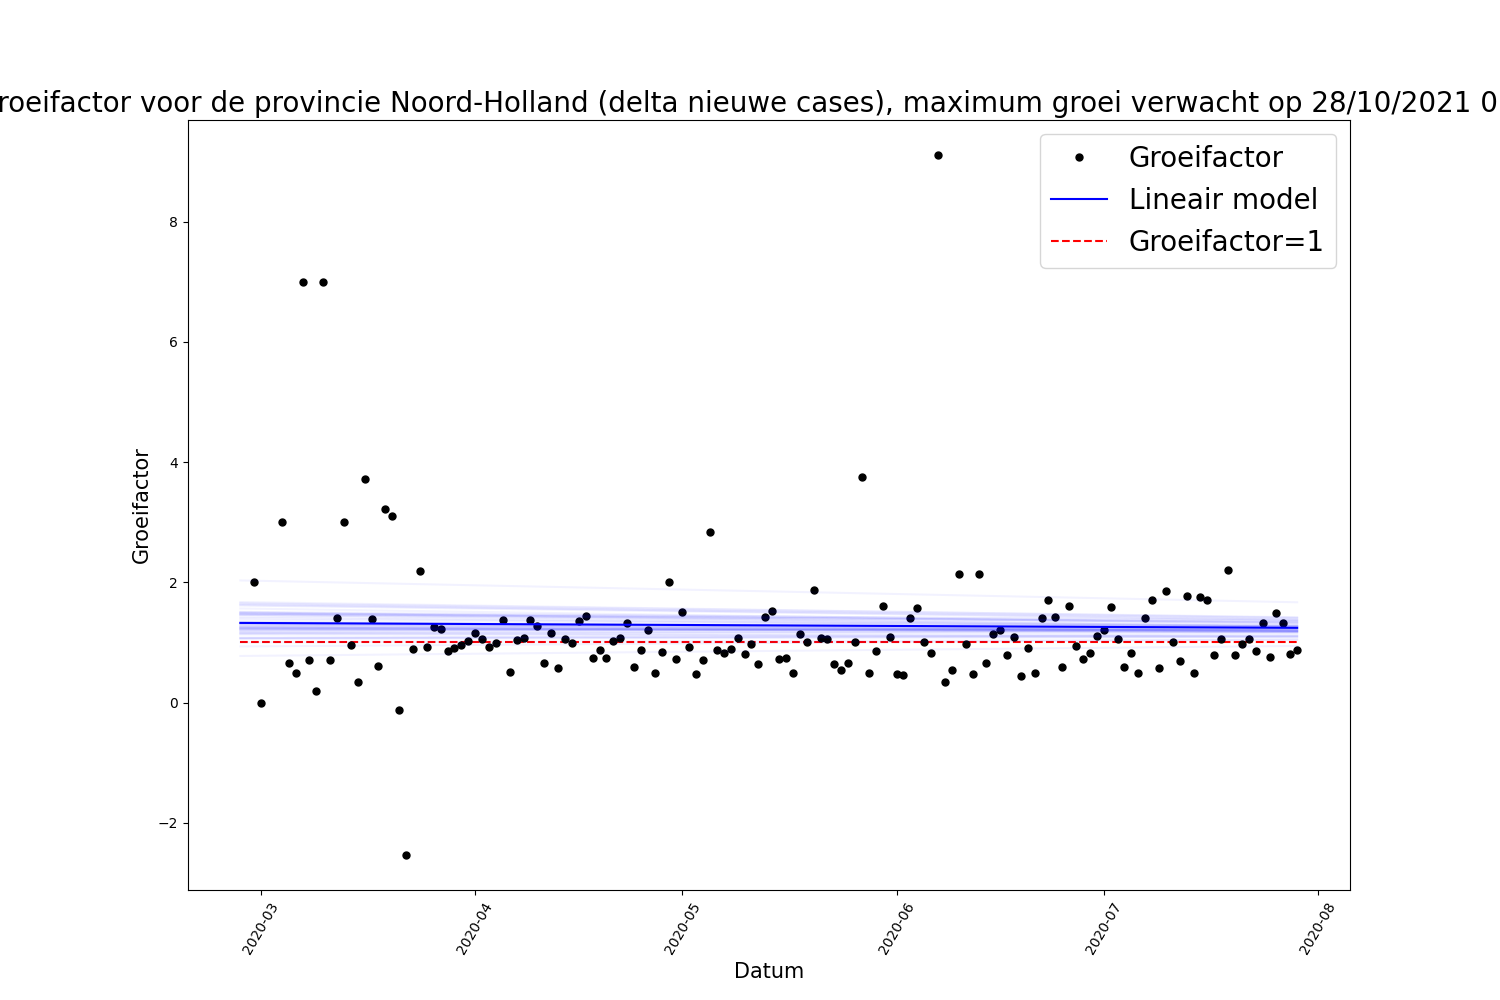 roeifactor voor de provincie Noord-Holland (delta nieuwe cases), maximum groei verwacht op 28/10/2021 0
Groeifactor
Lineair model
Groeifactor=1
Groeifactor
8
6
4
2
0
−2
2020-03
2020-04
2020-05
2020-06
2020-07
2020-08
Datum